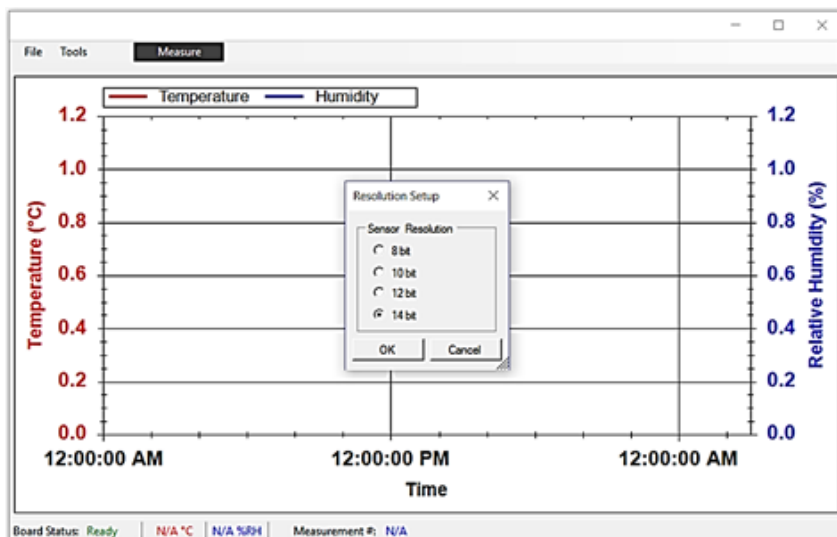 File Tools Measure
Temperature Humidity
1.2 1.2
1.0 1.0
0.8 0.8
0.6 0.6
0.4 0.4
0.2 0.2
0.0 0.0
Temperature (°C)
Relative Humidity (%)
Resolution Setup
Sensor Resolution
8 bit
10 bit
12 bit
14 bit
OK Cancel
12:00:00 AM 12:00:00 PM 12:00:00 AM
Time
Board Status: Ready N/A °C N/A %RH Measurement #: N/A